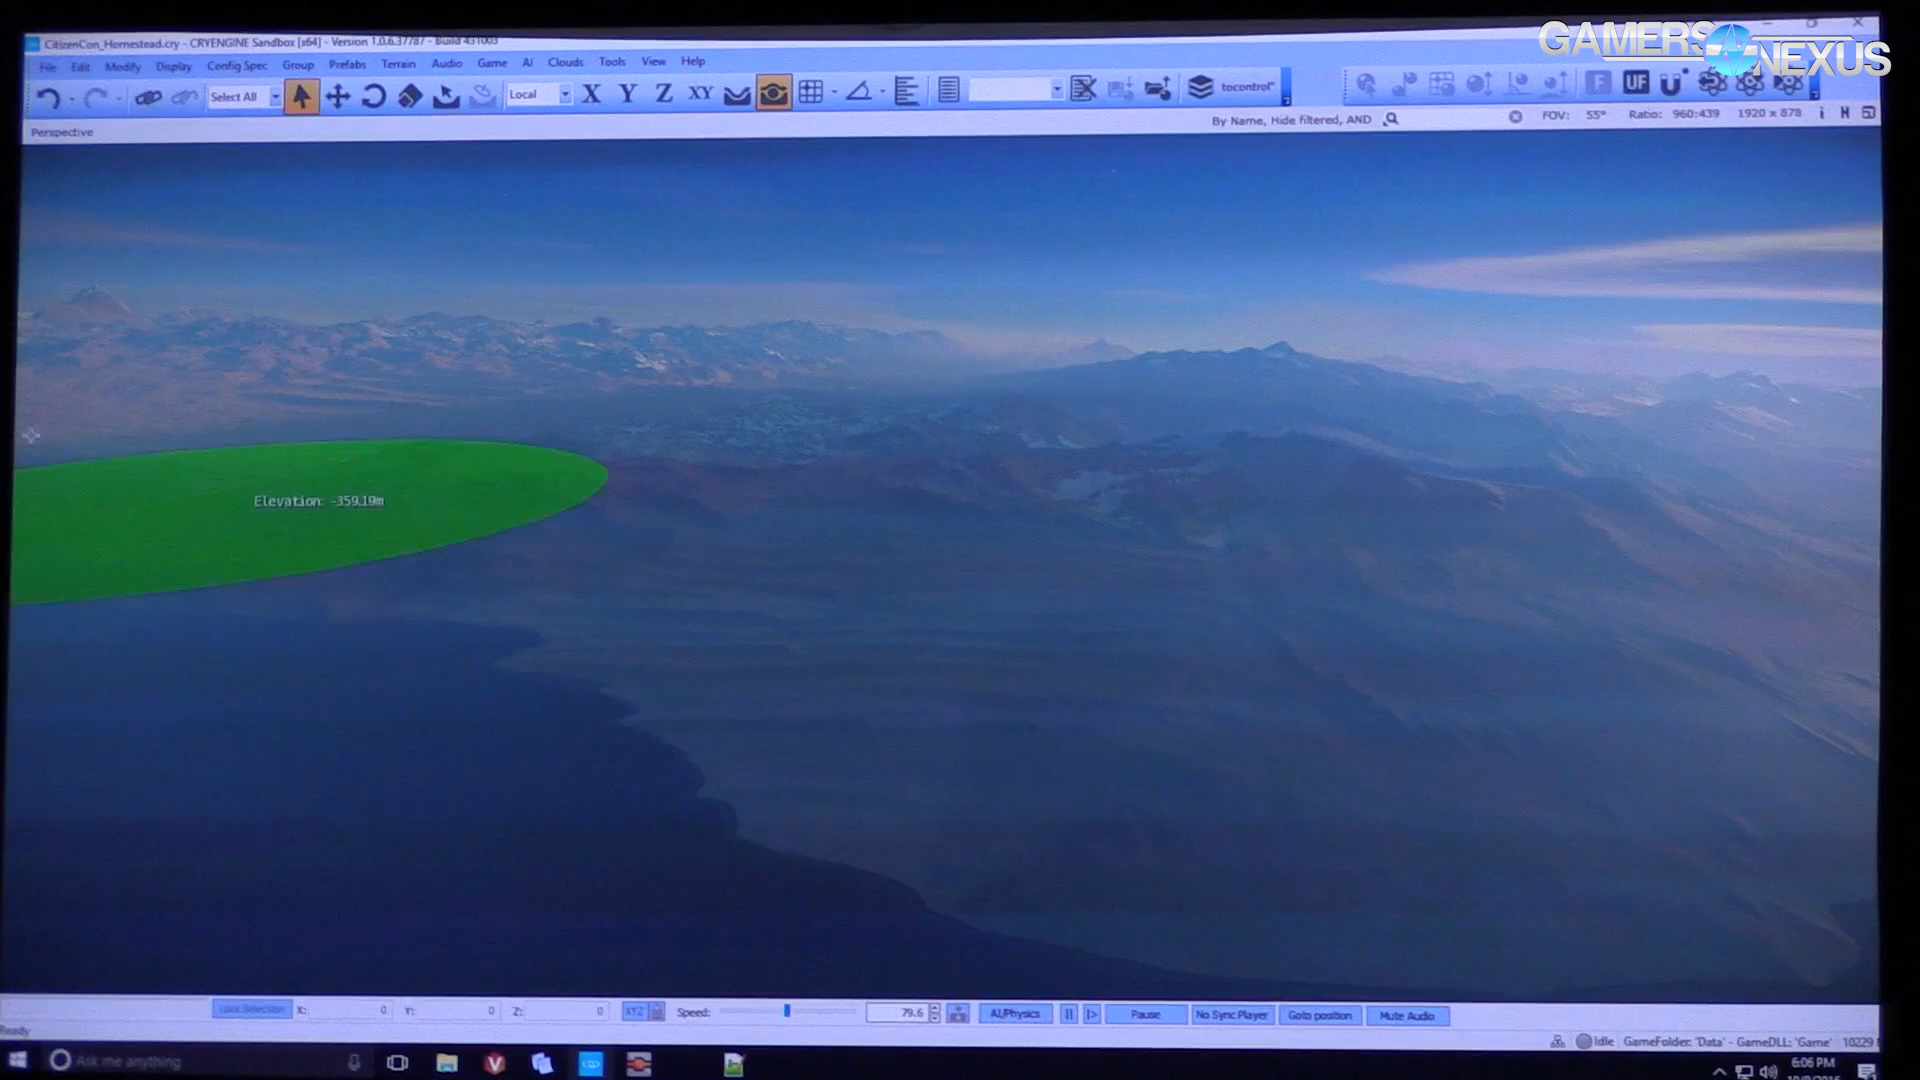 GAMERS NEXUS
CitizenCon_Homestead.cry - CRYENGINE Sandbox [x64] - Version 1.0.6.37787 - Build 431003
File Edit Modify Display Config Spec Group Prefabs Terrain Audio Game AI Clouds Tools View Help
Select All Local X Y Z XY tocontrol* F UF
Perspective By Name, Hide filtered, AND FOV: 55° Ratio: 960:439 1920 x 878 i H
Elevation: -359.19m
Lock Selection X: 0 Y: 0 Z: 0 XYZ Speed: 79.6 AI/Physics Pause No Sync Player Goto position Mute Audio
Ready Idle GameFolder: 'Data' - GameDLL: 'Game' 10229
Ask me anything 6:06 PM